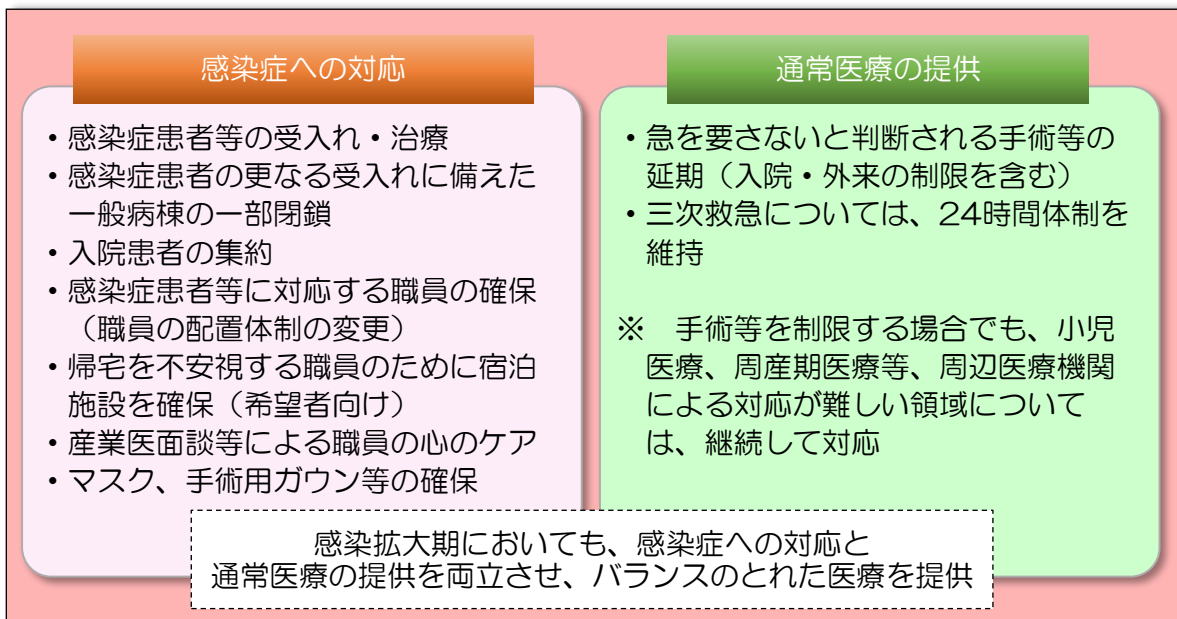 感染症への対応
・感染症患者等の受入れ・治療
・感染症患者の更なる受入れに備えた
一般病棟の一部閉鎖
・入院患者の集約
・感染症患者等に対応する職員の確保
（職員の配置体制の変更）
・帰宅を不安視する職員のために宿泊
施設を確保（希望者向け）
・産業医面談等による職員の心のケア
・マスク、手術用ガウン等の確保
通常医療の提供
・急を要さないと判断される手術等の
延期（入院・外来の制限を含む）
・三次救急については、24時間体制を
維持
※　手術等を制限する場合でも、小児
医療、周産期医療等、周辺医療機関
による対応が難しい領域について
は、継続して対応
感染拡大期においても、感染症への対応と
通常医療の提供を両立させ、バランスのとれた医療を提供